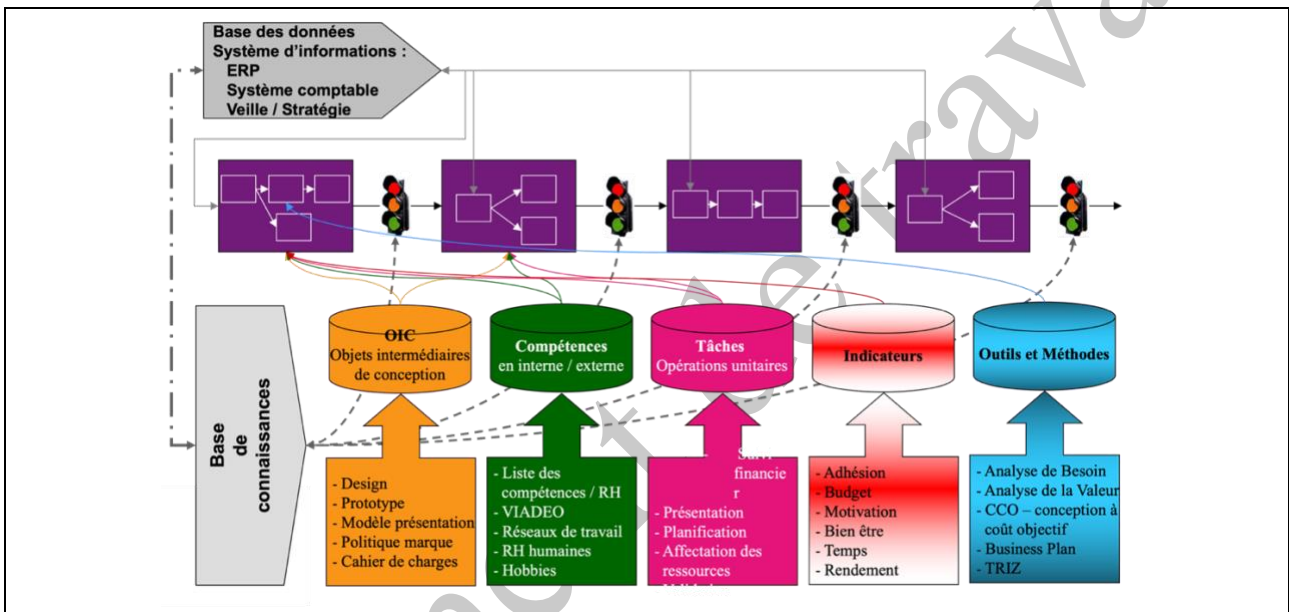 Base des données
Système d'informations :
ERP
Système comptable
Veille / Stratégie
Base
de
connaissances
OIC
Objets intermédiaires
de conception
Compétences
en interne / externe
Tâches
Opérations unitaires
Indicateurs
Outils et Méthodes
- Design
- Prototype
- Modèle présentation
- Politique marque
- Cahier de charges
- Liste des
compétences / RH
- VIADEO
- Réseaux de travail
- RH humaines
- Hobbies
- Suivi
financie
r
- Présentation
- Planification
- Affectation des
ressources
- Adhésion
- Budget
- Motivation
- Bien être
- Temps
- Rendement
- Analyse de Besoin
- Analyse de la Valeur
- CCO – conception à
coût objectif
- Business Plan
- TRIZ